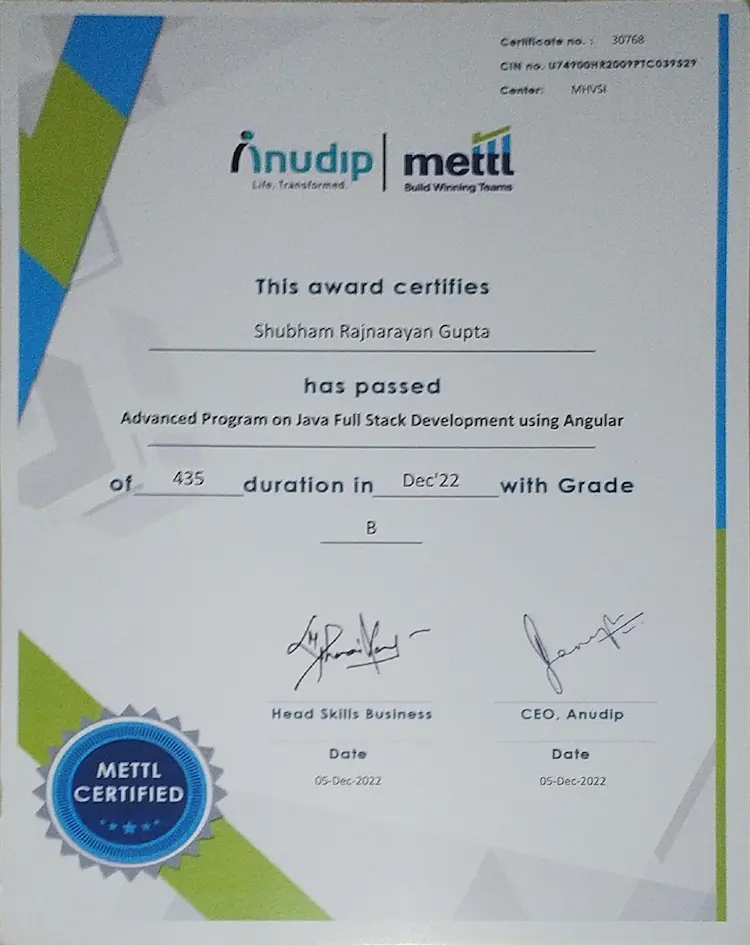 Certificate no. : 30768
CIN no. U74900HR2009PTC039529
Center: MHVSI
anudip
Life. Transformed.
mettl
Build Winning Teams
This award certifies
Shubham Rajnarayan Gupta
has passed
Advanced Program on Java Full Stack Development using Angular
of 435 duration in Dec'22 with Grade
B
Head Skills Business
CEO, Anudip
Date
Date
05-Dec-2022
05-Dec-2022
METTL
CERTIFIED